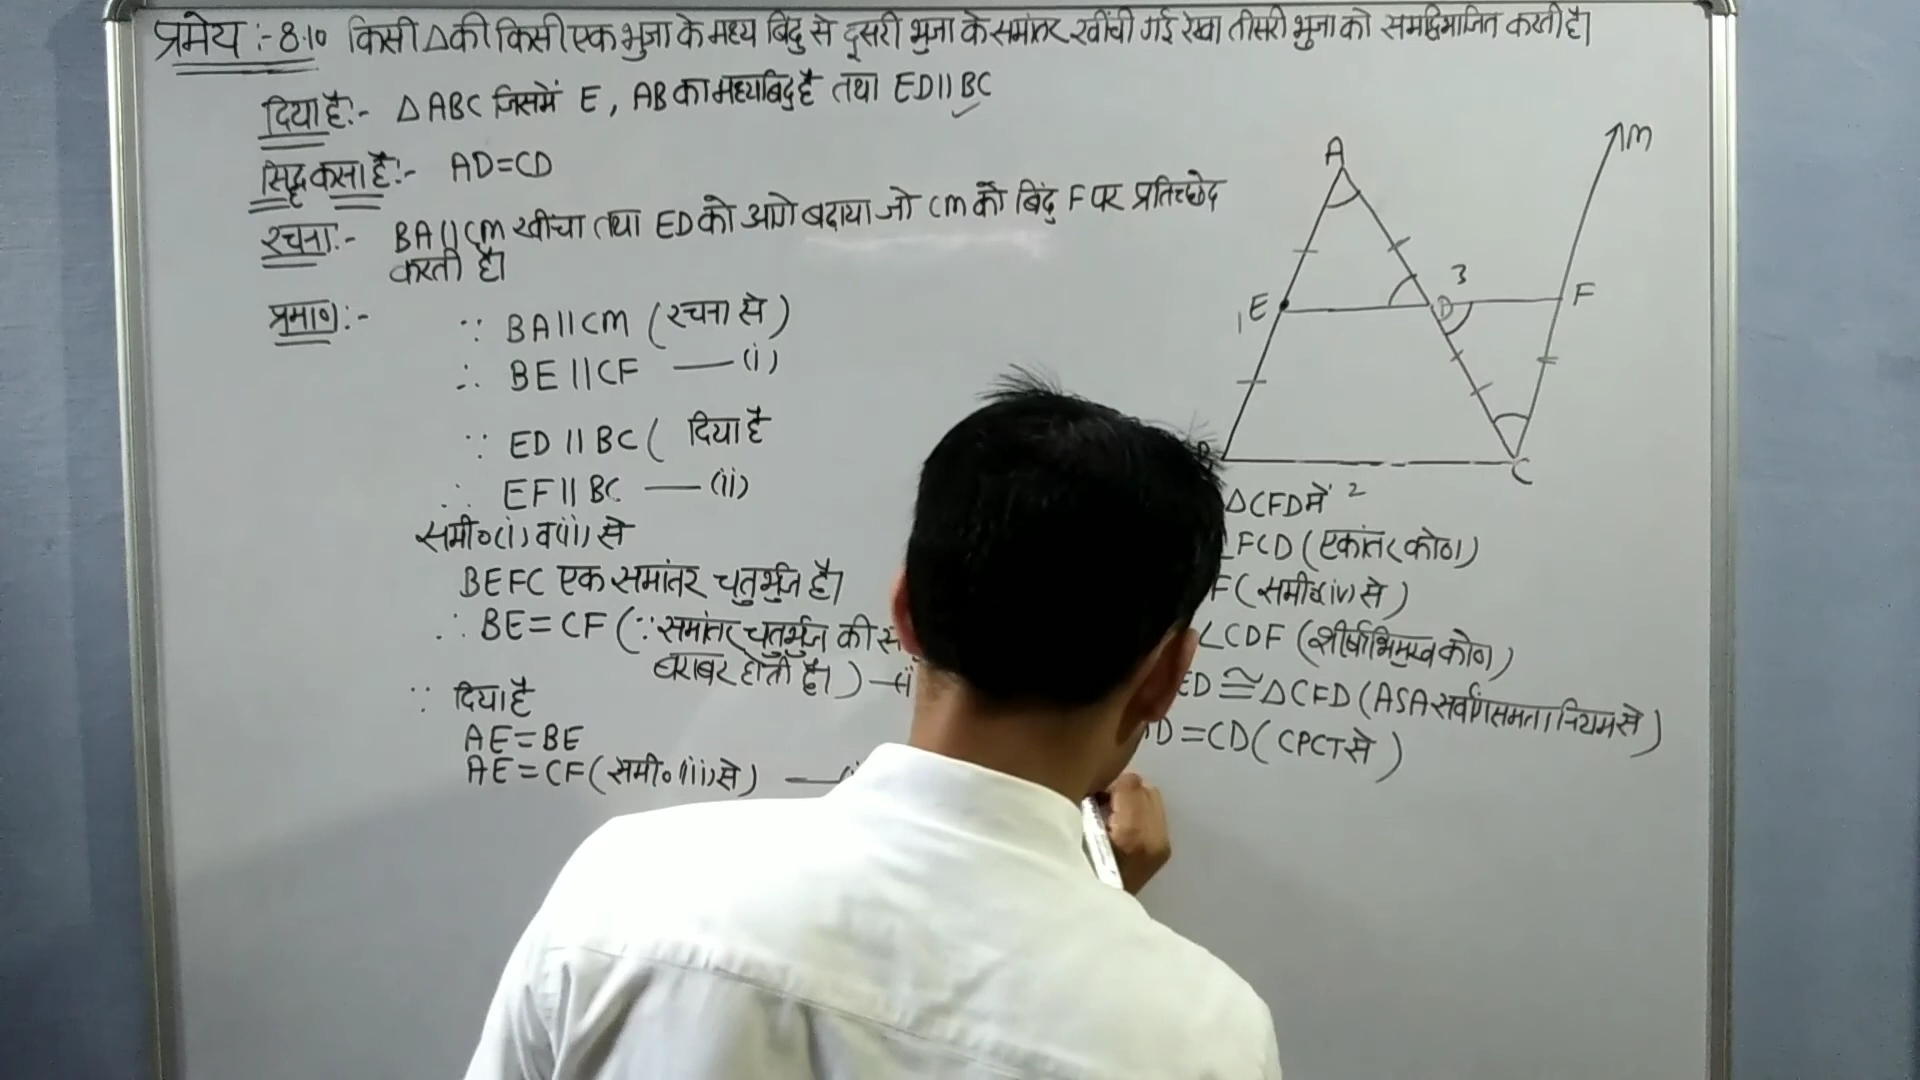 प्रमेय :- 8.10 किसी △ की किसी एक भुजा के मध्य बिंदु से दूसरी भुजा के समांतर खींची गई रेखा तीसरी भुजा को समद्विभाजित करती है।
दिया है:- △ABC जिसमें E, AB का मध्यबिंदु है तथा ED||BC
सिद्ध करना है:- AD=CD
रचना:- BA||CM खींचा तथा ED को आगे बढ़ाया जो CM को बिंदु F पर प्रतिच्छेद
करती है।
प्रमाण:- ∵ BA||CM (रचना से)
∴ BE||CF —(i)
∵ ED||BC ( दिया है
∴ EF||BC —(ii)
समी०(i) व (ii) से
BEFC एक समांतर चतुर्भुज है।
∴ BE=CF (∵ समांतर चतुर्भुज की
बराबर होती है।)
∵ दिया है
AE=BE
AE=CF (समी० (iii) से) —
A
M
E
1
D
3
F
C
2
△CFD में
∠FCD (एकांतर कोण)
F (समी०(iv) से)
∠CDF (शीर्षाभिमुख कोण)
ED ≅ △CFD (ASA सर्वांगसमता नियम से)
AD=CD (CPCT से)